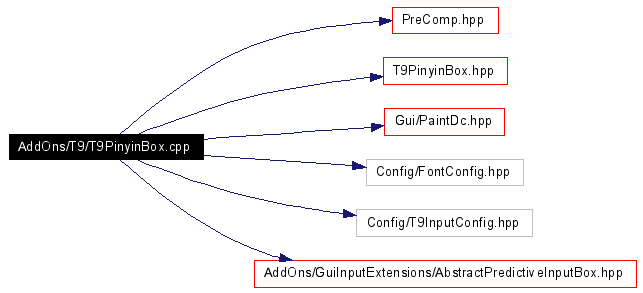 PreComp.hpp
T9PinyinBox.hpp
Gui/PaintDc.hpp
AddOns/T9/T9PinyinBox.cpp
Config/FontConfig.hpp
Config/T9InputConfig.hpp
AddOns/GuiInputExtensions/AbstractPredictiveInputBox.hpp